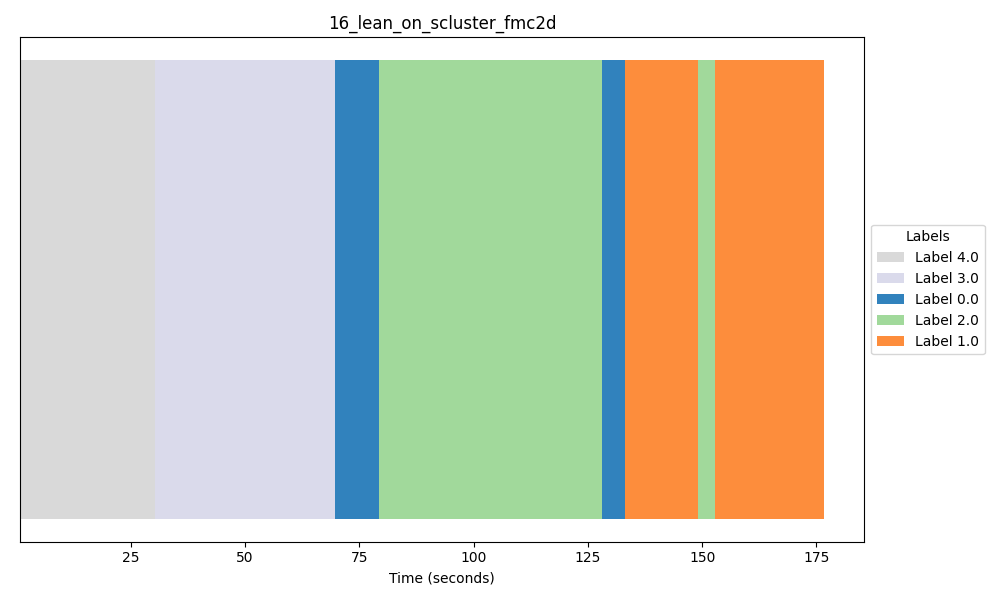 16_lean_on_scluster_fmc2d
Labels
Label 4.0
Label 3.0
Label 0.0
Label 2.0
Label 1.0
25 50 75 100 125 150 175
Time (seconds)